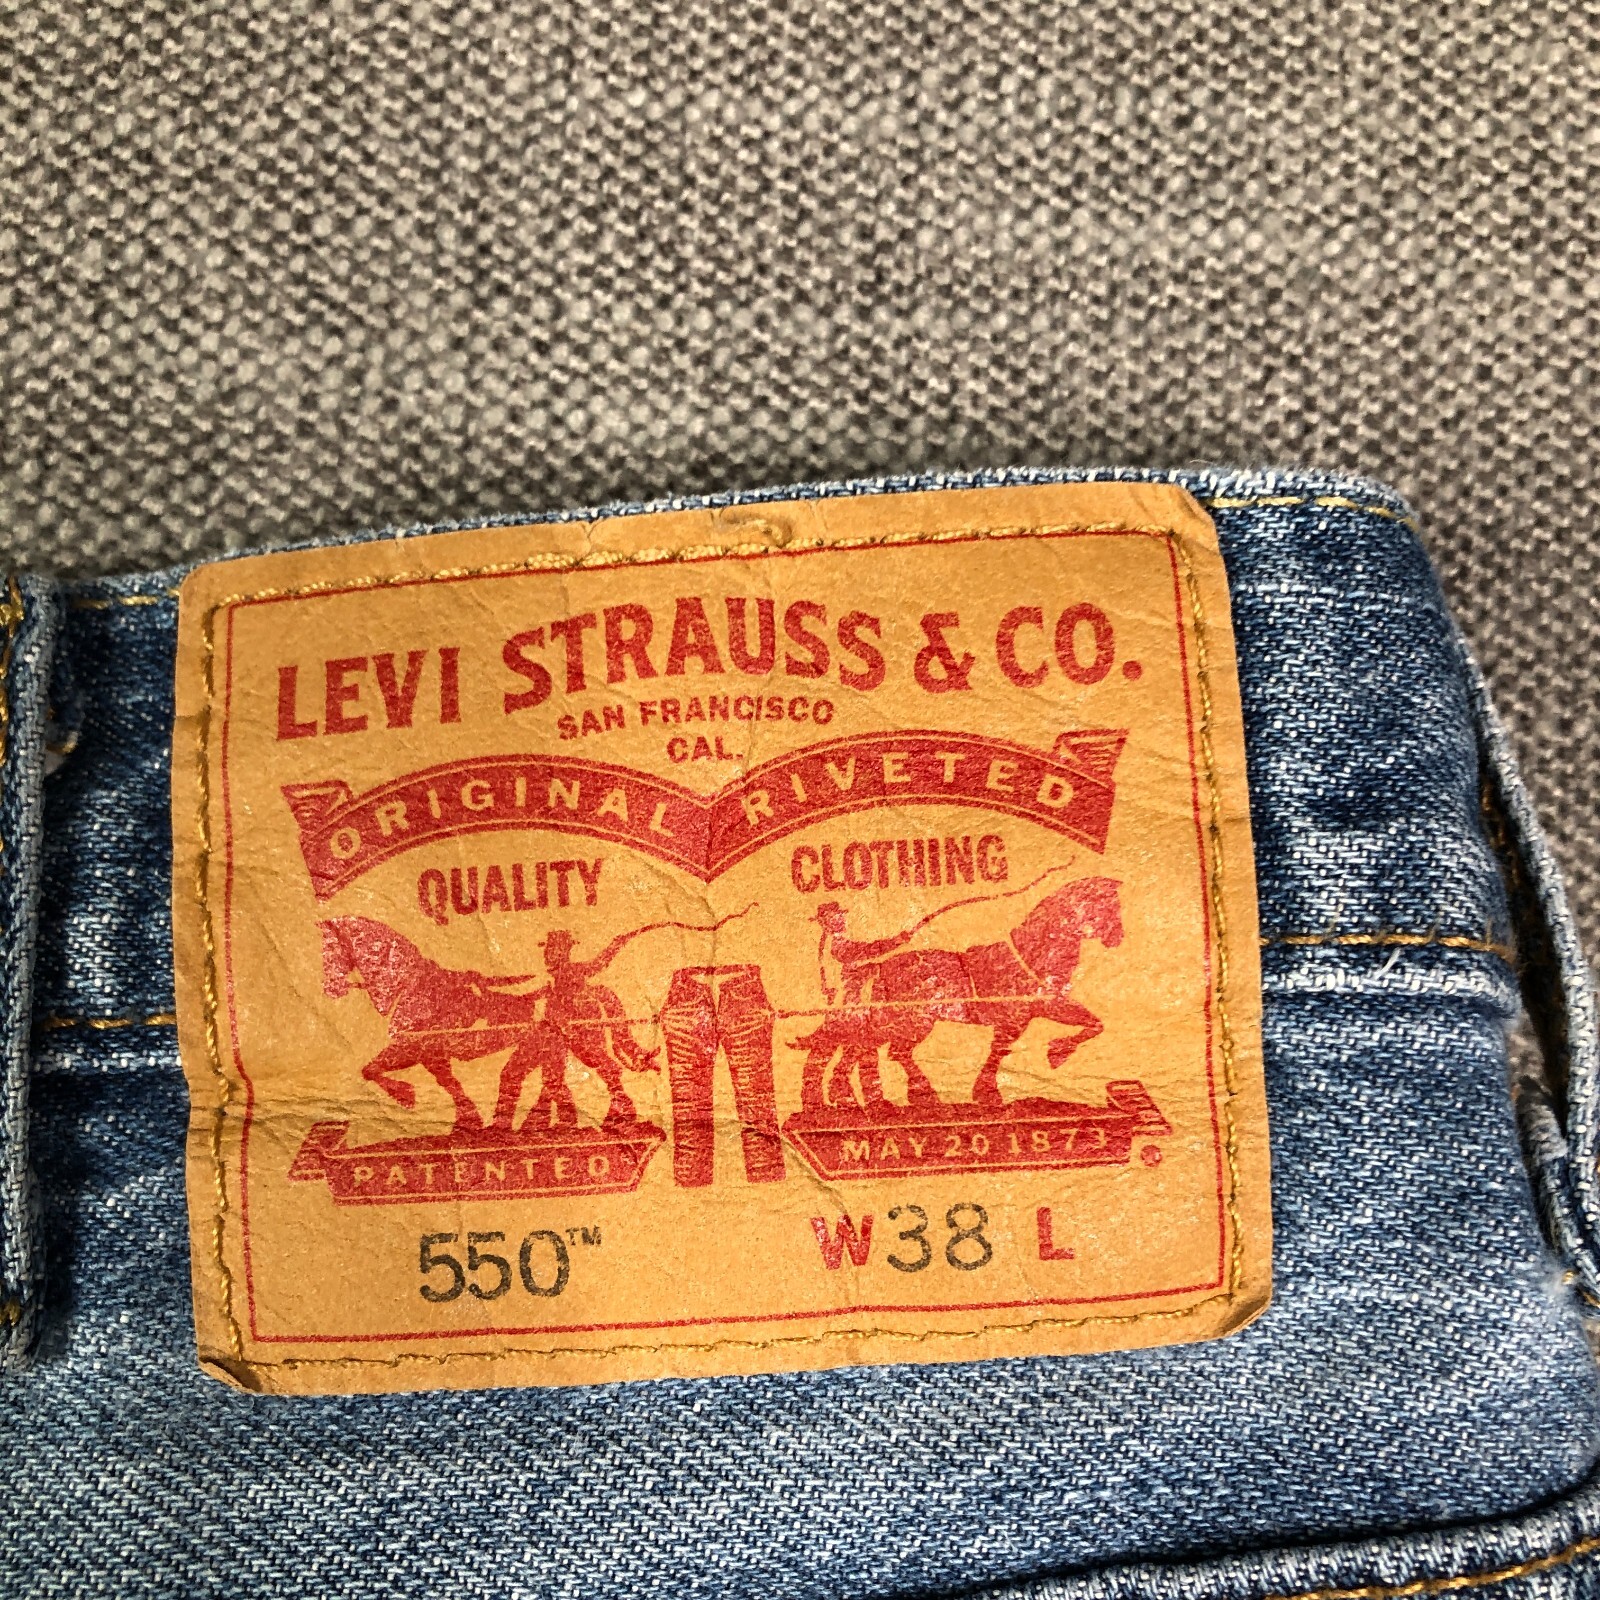 LEVI STRAUSS & CO.
SAN FRANCISCO
CAL.
ORIGINAL RIVETED
QUALITY CLOTHING
PATENTED MAY 20 1873
550™ W38 L